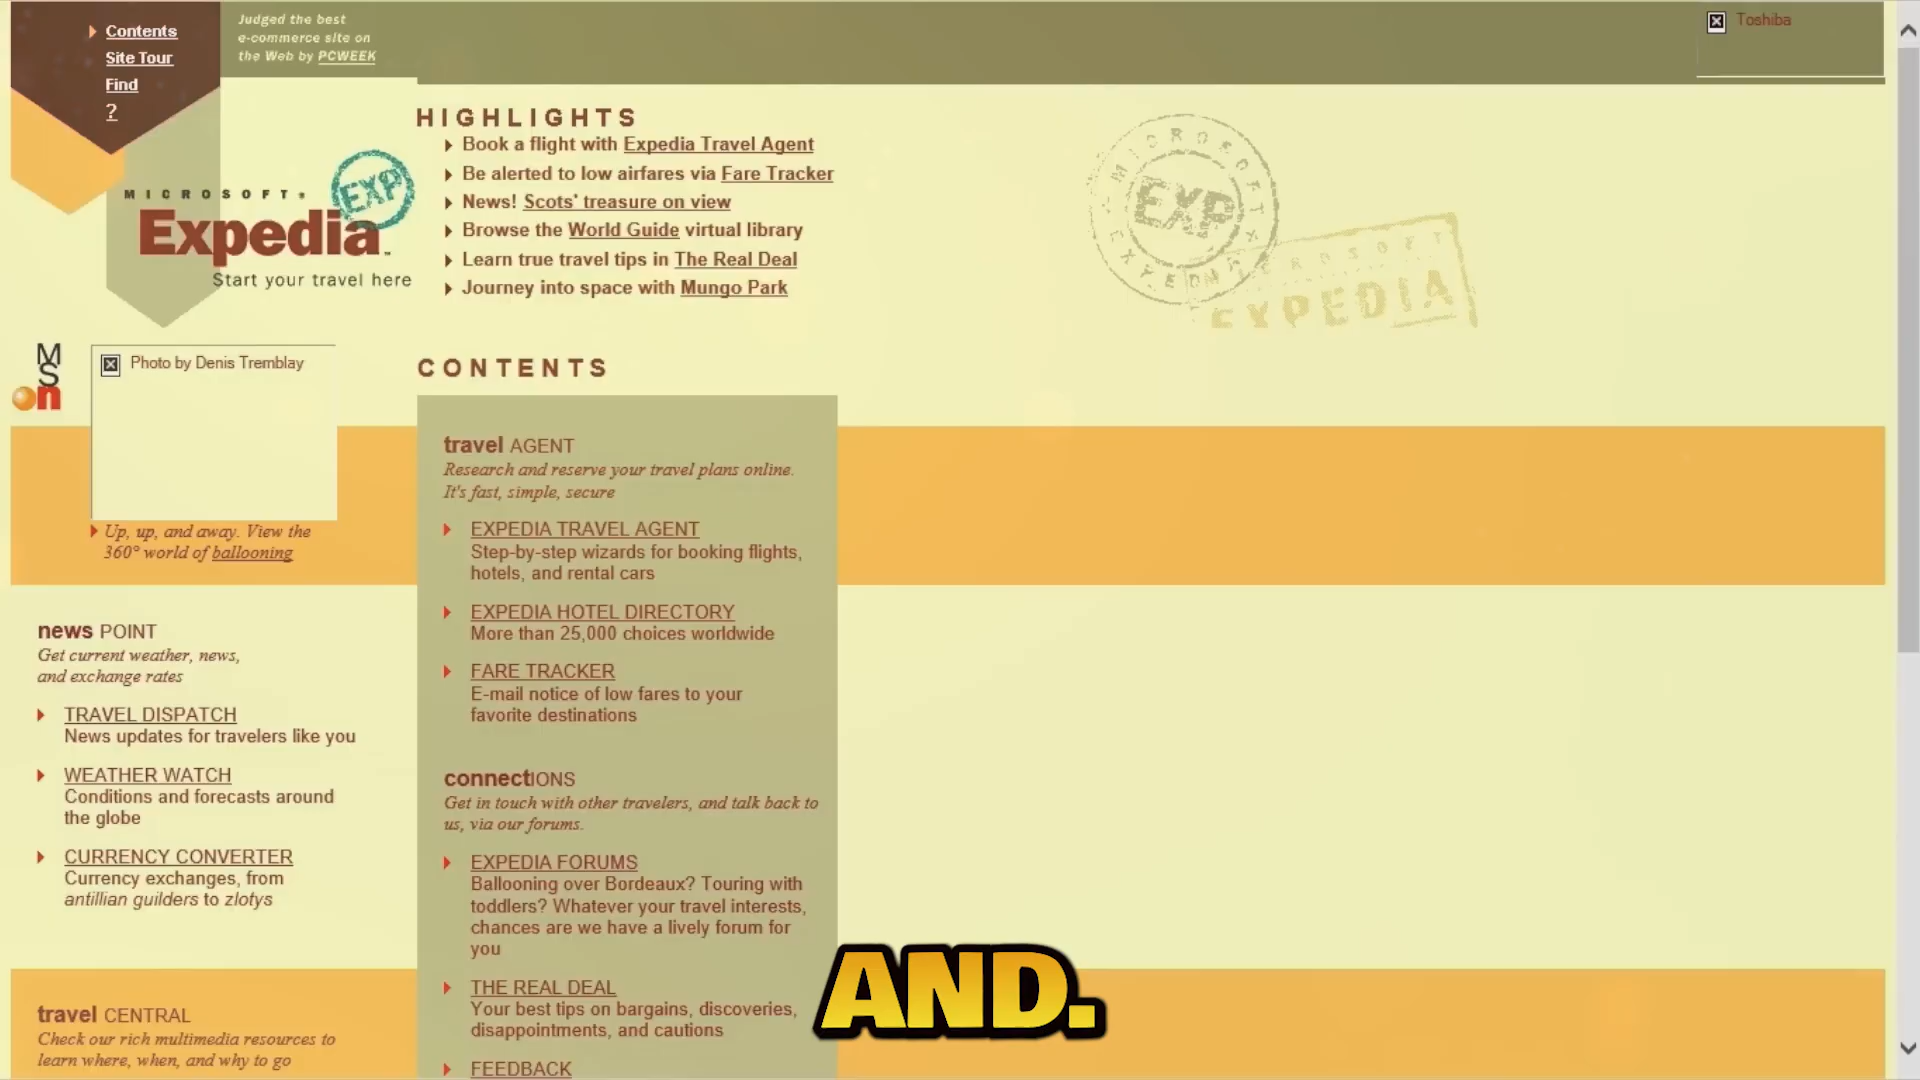 Contents
Site Tour
Find
?
Judged the best
e-commerce site on
the Web by PCWEEK
Toshiba
MICROSOFT®
Expedia™
EXP
Start your travel here
HIGHLIGHTS
Book a flight with Expedia Travel Agent
Be alerted to low airfares via Fare Tracker
News! Scots' treasure on view
Browse the World Guide virtual library
Learn true travel tips in The Real Deal
Journey into space with Mungo Park
MICROSOFT
EXP
EXPEDIA
MICROSOFT
EXPEDIA
MSn
Photo by Denis Tremblay
Up, up, and away. View the
360° world of ballooning
news POINT
Get current weather, news,
and exchange rates
TRAVEL DISPATCH
News updates for travelers like you
WEATHER WATCH
Conditions and forecasts around
the globe
CURRENCY CONVERTER
Currency exchanges, from
antillian guilders to zlotys
travel CENTRAL
Check our rich multimedia resources to
learn where, when, and why to go
CONTENTS
travel AGENT
Research and reserve your travel plans online.
It's fast, simple, secure
EXPEDIA TRAVEL AGENT
Step-by-step wizards for booking flights,
hotels, and rental cars
EXPEDIA HOTEL DIRECTORY
More than 25,000 choices worldwide
FARE TRACKER
E-mail notice of low fares to your
favorite destinations
connectIONS
Get in touch with other travelers, and talk back to
us, via our forums.
EXPEDIA FORUMS
Ballooning over Bordeaux? Touring with
toddlers? Whatever your travel interests,
chances are we have a lively forum for
you
THE REAL DEAL
Your best tips on bargains, discoveries,
disappointments, and cautions
FEEDBACK
AND.